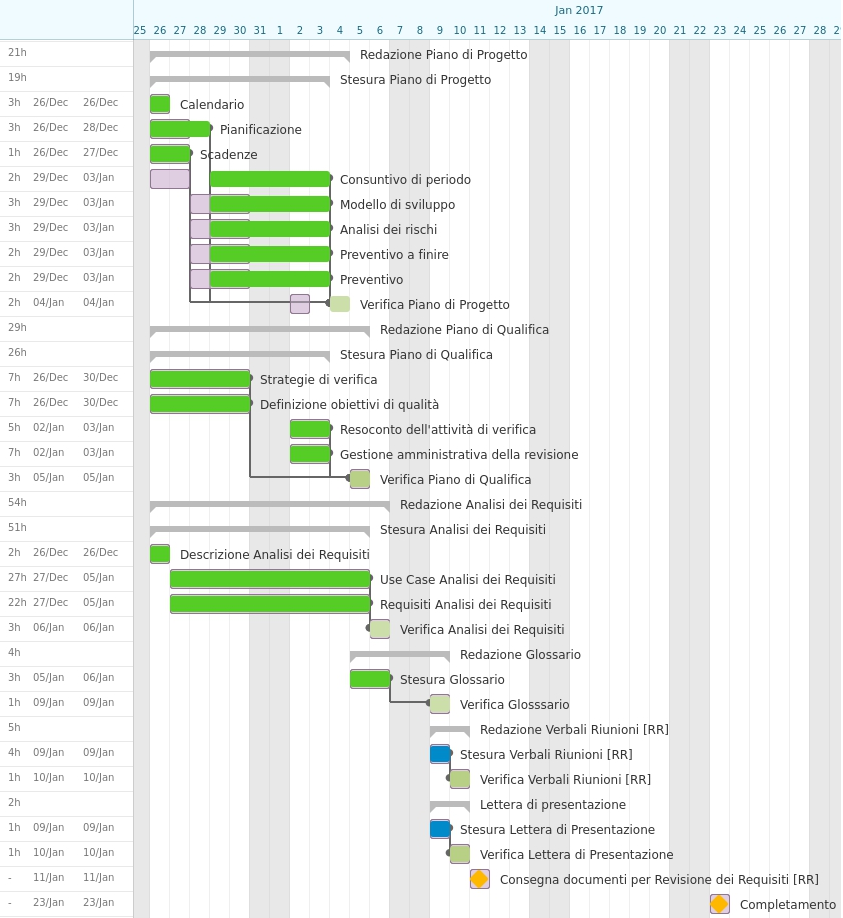 Jan 2017
25 26 27 28 29 30 31 1 2 3 4 5 6 7 8 9 10 11 12 13 14 15 16 17 18 19 20 21 22 23 24 25 26 27 28 29
21h Redazione Piano di Progetto
19h Stesura Piano di Progetto
3h 26/Dec 26/Dec Calendario
3h 26/Dec 28/Dec Pianificazione
1h 26/Dec 27/Dec Scadenze
2h 29/Dec 03/Jan Consuntivo di periodo
3h 29/Dec 03/Jan Modello di sviluppo
3h 29/Dec 03/Jan Analisi dei rischi
2h 29/Dec 03/Jan Preventivo a finire
2h 29/Dec 03/Jan Preventivo
2h 04/Jan 04/Jan Verifica Piano di Progetto
29h Redazione Piano di Qualifica
26h Stesura Piano di Qualifica
7h 26/Dec 30/Dec Strategie di verifica
7h 26/Dec 30/Dec Definizione obiettivi di qualità
5h 02/Jan 03/Jan Resoconto dell'attività di verifica
7h 02/Jan 03/Jan Gestione amministrativa della revisione
3h 05/Jan 05/Jan Verifica Piano di Qualifica
54h Redazione Analisi dei Requisiti
51h Stesura Analisi dei Requisiti
2h 26/Dec 26/Dec Descrizione Analisi dei Requisiti
27h 27/Dec 05/Jan Use Case Analisi dei Requisiti
22h 27/Dec 05/Jan Requisiti Analisi dei Requisiti
3h 06/Jan 06/Jan Verifica Analisi dei Requisiti
4h Redazione Glossario
3h 05/Jan 06/Jan Stesura Glossario
1h 09/Jan 09/Jan Verifica Glosssario
5h Redazione Verbali Riunioni [RR]
4h 09/Jan 09/Jan Stesura Verbali Riunioni [RR]
1h 10/Jan 10/Jan Verifica Verbali Riunioni [RR]
2h Lettera di presentazione
1h 09/Jan 09/Jan Stesura Lettera di Presentazione
1h 10/Jan 10/Jan Verifica Lettera di Presentazione
- 11/Jan 11/Jan Consegna documenti per Revisione dei Requisiti [RR]
- 23/Jan 23/Jan Completamento